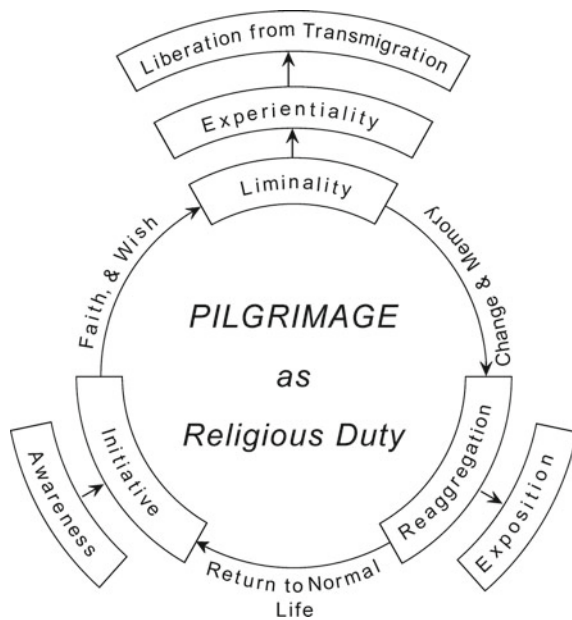 Liberation from Transmigration
Experientiality
Liminality
Faith, & Wish
Change & Memory
PILGRIMAGE
as
Religious Duty
Initiative
Awareness
Reaggregation
Exposition
Return to Normal
Life